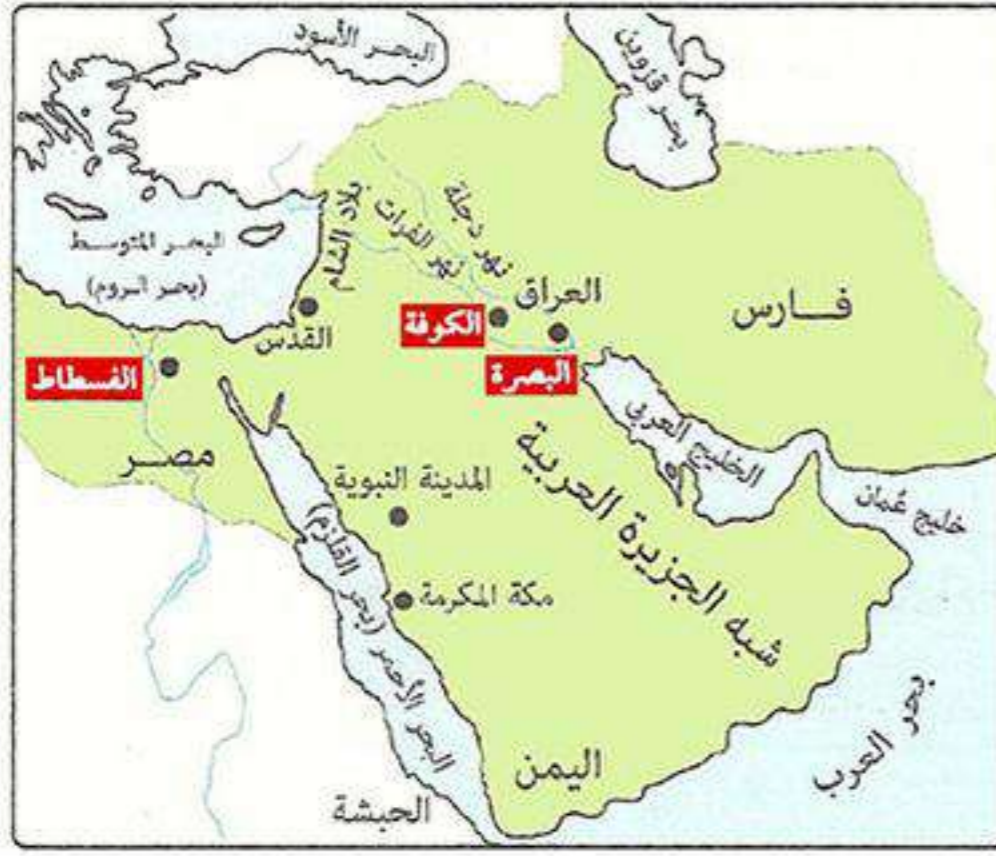 البحر الأسود
بحر قزوين
بلاد الشام
نهر الفرات
نهر دجلة
البحر المتوسط
(بحر الروم)
العراق
فــارس
الكوفة
القدس
البصرة
الفسطاط
الخليج العربي
مصـر
شبه الجزيرة العربية
المدينة النبوية
خليج عُمان
مكة المكرمة
البحر الأحمر (بحر القلزم)
بحر العرب
اليمن
الحبشة